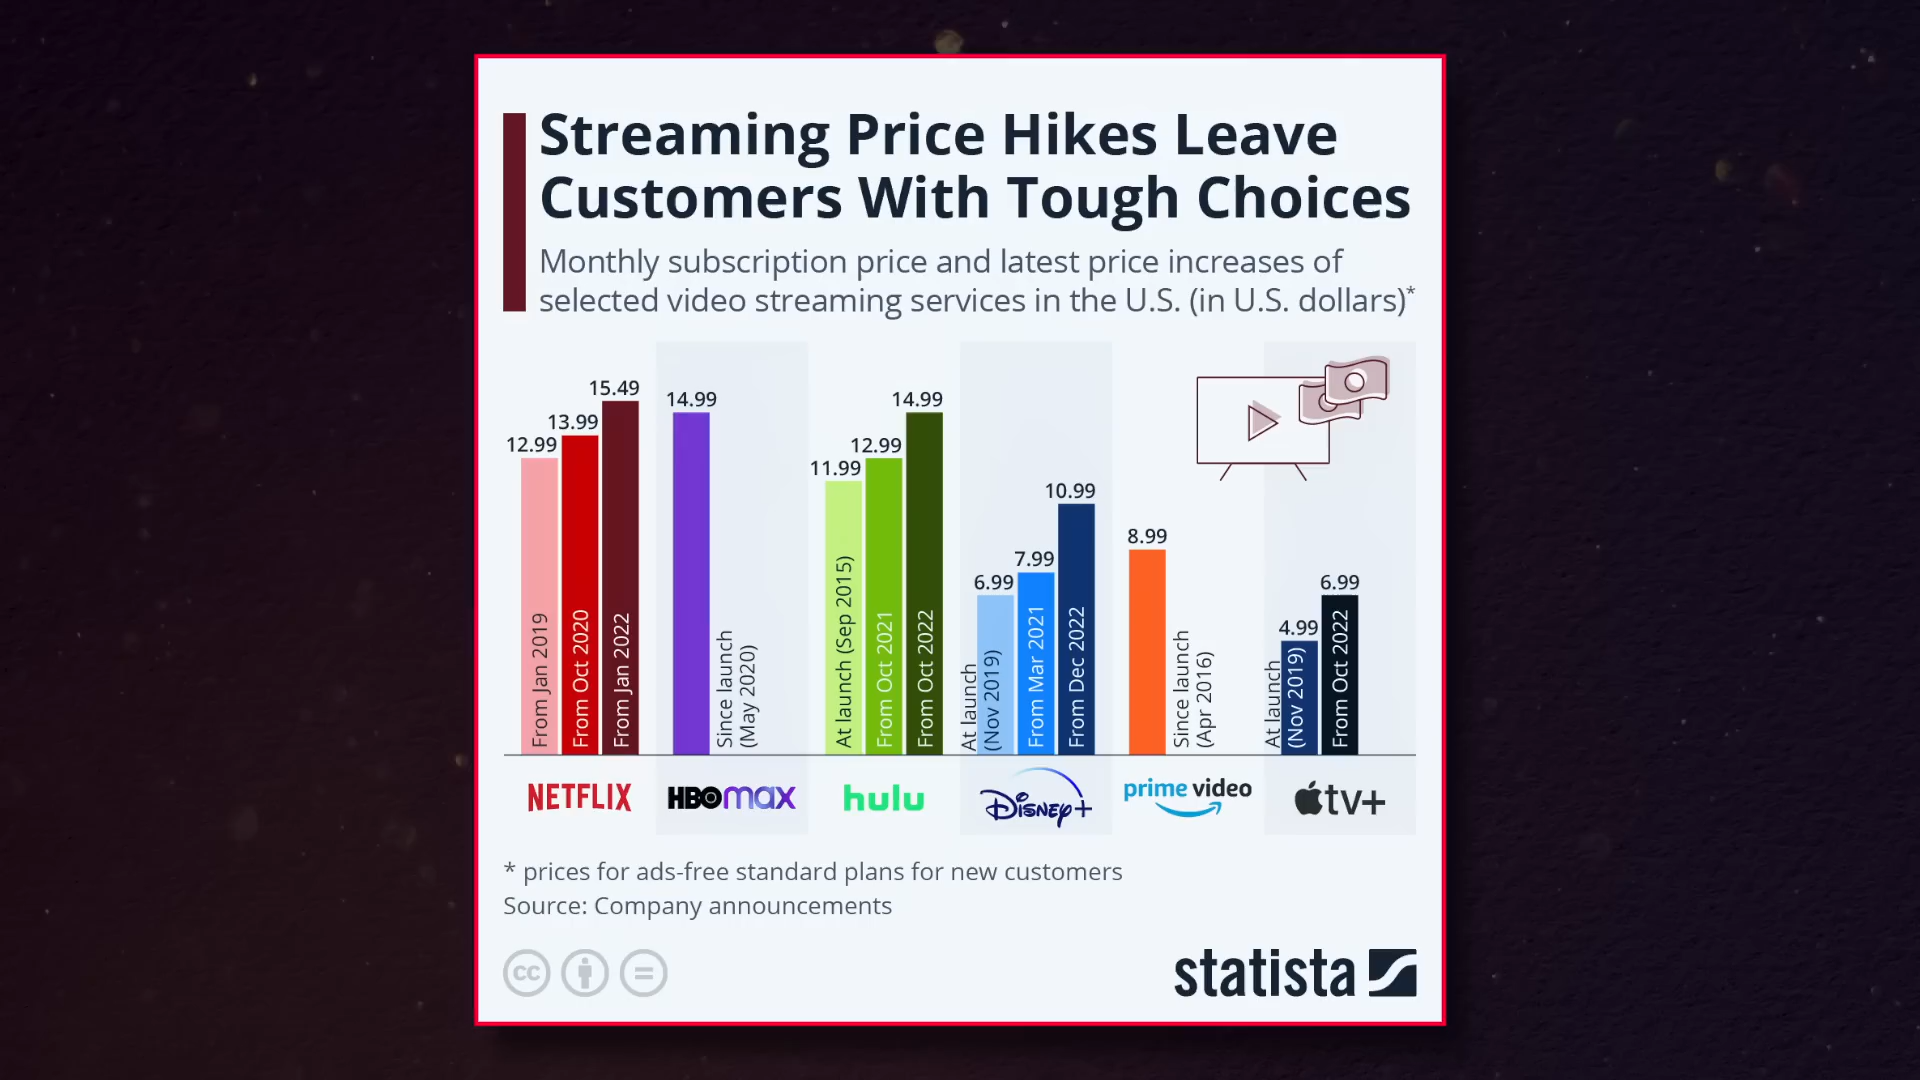 Streaming Price Hikes Leave
Customers With Tough Choices
Monthly subscription price and latest price increases of
selected video streaming services in the U.S. (in U.S. dollars)*
12.99
13.99
15.49
From Jan 2019
From Oct 2020
From Jan 2022
NETFLIX
14.99
Since launch
(May 2020)
HBOmax
11.99
12.99
14.99
At launch (Sep 2015)
From Oct 2021
From Oct 2022
hulu
6.99
7.99
10.99
At launch
(Nov 2019)
From Mar 2021
From Dec 2022
Disney+
8.99
Since launch
(Apr 2016)
prime video
4.99
6.99
At launch
(Nov 2019)
From Oct 2022
tv+
* prices for ads-free standard plans for new customers
Source: Company announcements
cc
=
statista